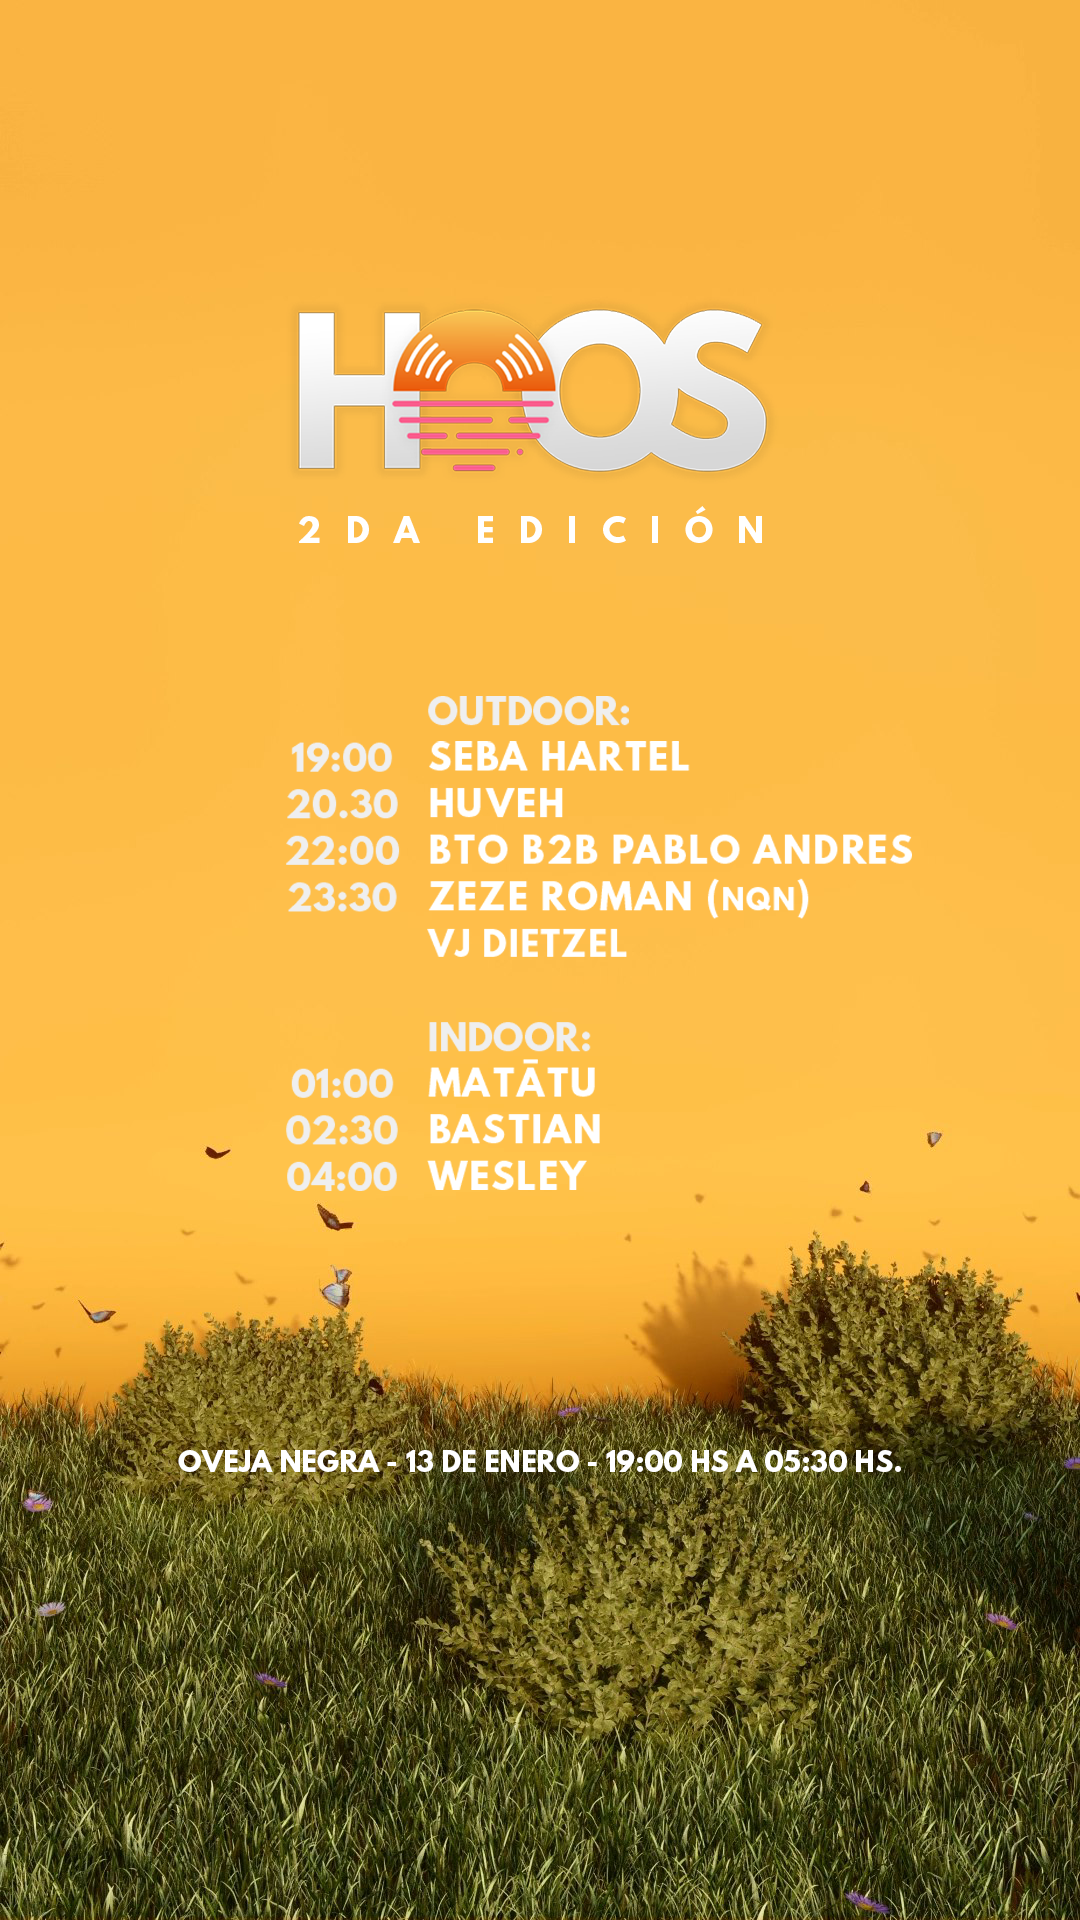 HOOS
2DA EDICIÓN
OUTDOOR:
19:00 SEBA HARTEL
20.30 HUVEH
22:00 BTO B2B PABLO ANDRES
23:30 ZEZE ROMAN (NQN)
VJ DIETZEL
INDOOR:
01:00 MATĀTU
02:30 BASTIAN
04:00 WESLEY
OVEJA NEGRA - 13 DE ENERO - 19:00 HS A 05:30 HS.